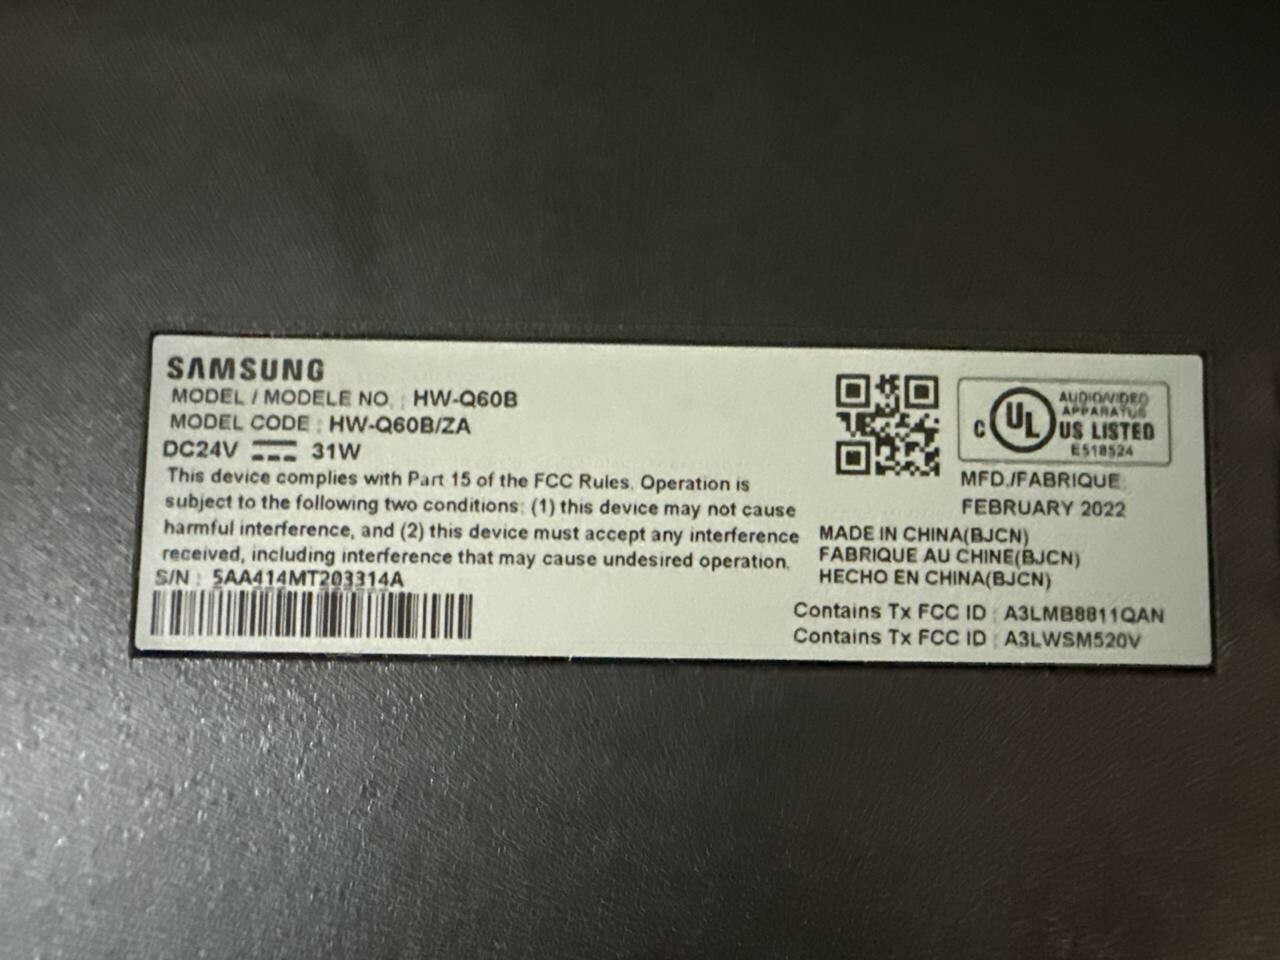 SAMSUNG
MODEL / MODELE NO. : HW-Q60B
MODEL CODE : HW-Q60B/ZA
DC24V 31W
This device complies with Part 15 of the FCC Rules. Operation is
subject to the following two conditions: (1) this device may not cause
harmful interference, and (2) this device must accept any interference
received, including interference that may cause undesired operation.
S/N : 5AA414MT203314A
C UL US LISTED
AUDIO/VIDEO
APPARATUS
E518524
MFD./FABRIQUE
FEBRUARY 2022
MADE IN CHINA(BJCN)
FABRIQUE AU CHINE(BJCN)
HECHO EN CHINA(BJCN)
Contains Tx FCC ID : A3LMB8811QAN
Contains Tx FCC ID : A3LWSM520V